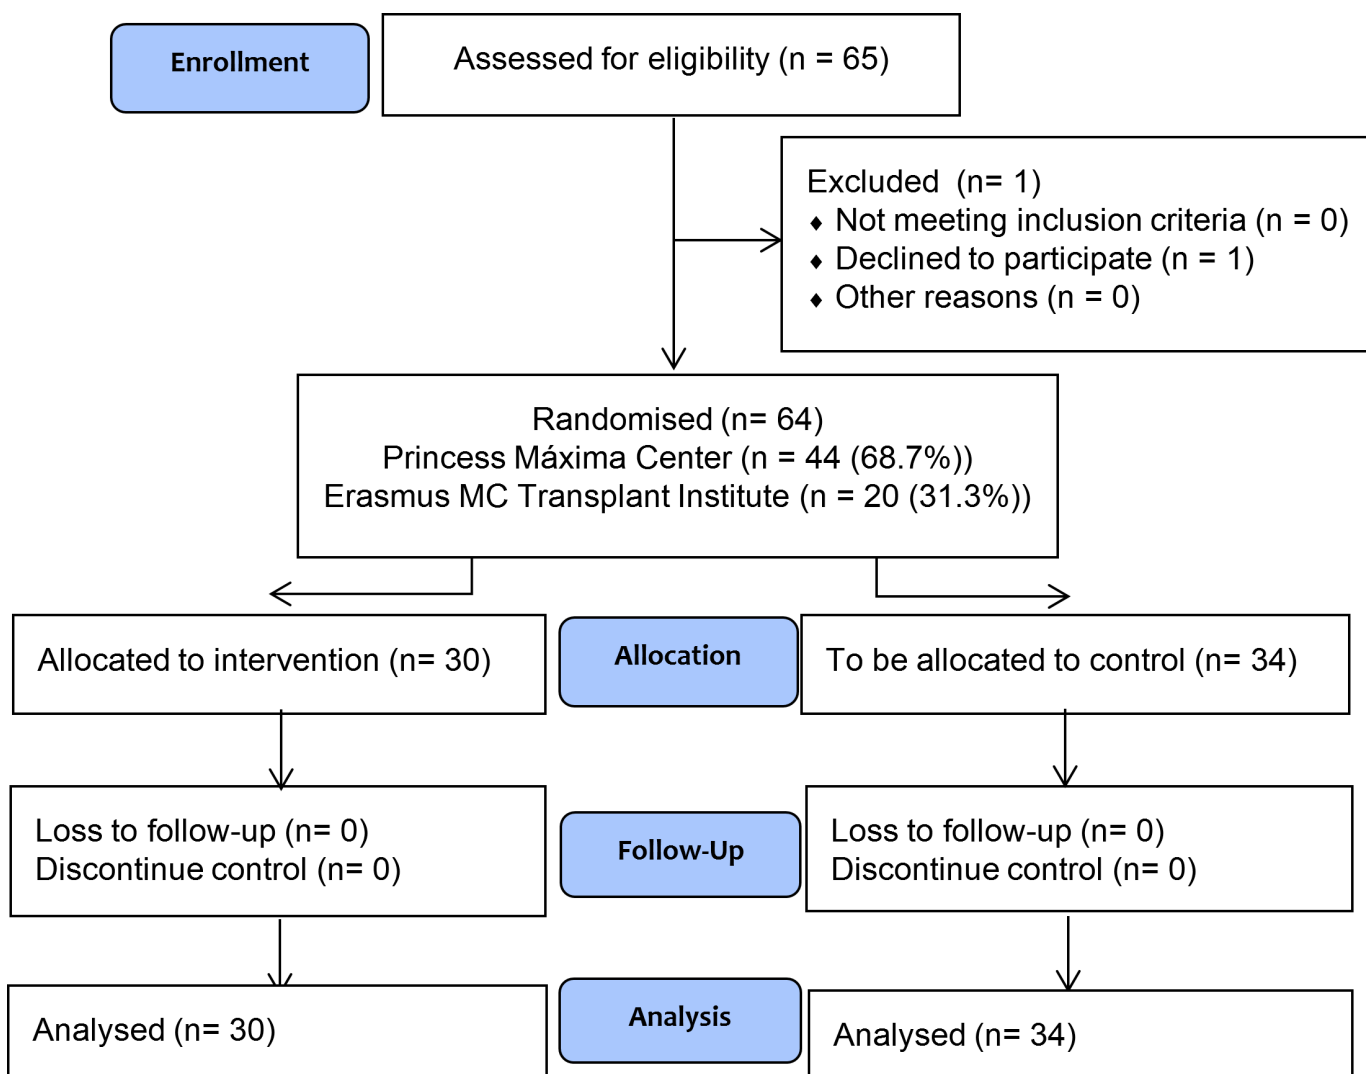 Enrollment
Assessed for eligibility (n = 65)
Excluded  (n= 1)
⬧ Not meeting inclusion criteria (n = 0)
⬧ Declined to participate (n = 1)
⬧ Other reasons (n = 0)
Randomised (n= 64)
Princess Máxima Center (n = 44 (68.7%))
Erasmus MC Transplant Institute (n = 20 (31.3%))
Allocated to intervention (n= 30)
Allocation
To be allocated to control (n= 34)
Loss to follow-up (n= 0)
Discontinue control (n= 0)
Follow-Up
Loss to follow-up (n= 0)
Discontinue control (n= 0)
Analysed (n= 30)
Analysis
Analysed (n= 34)